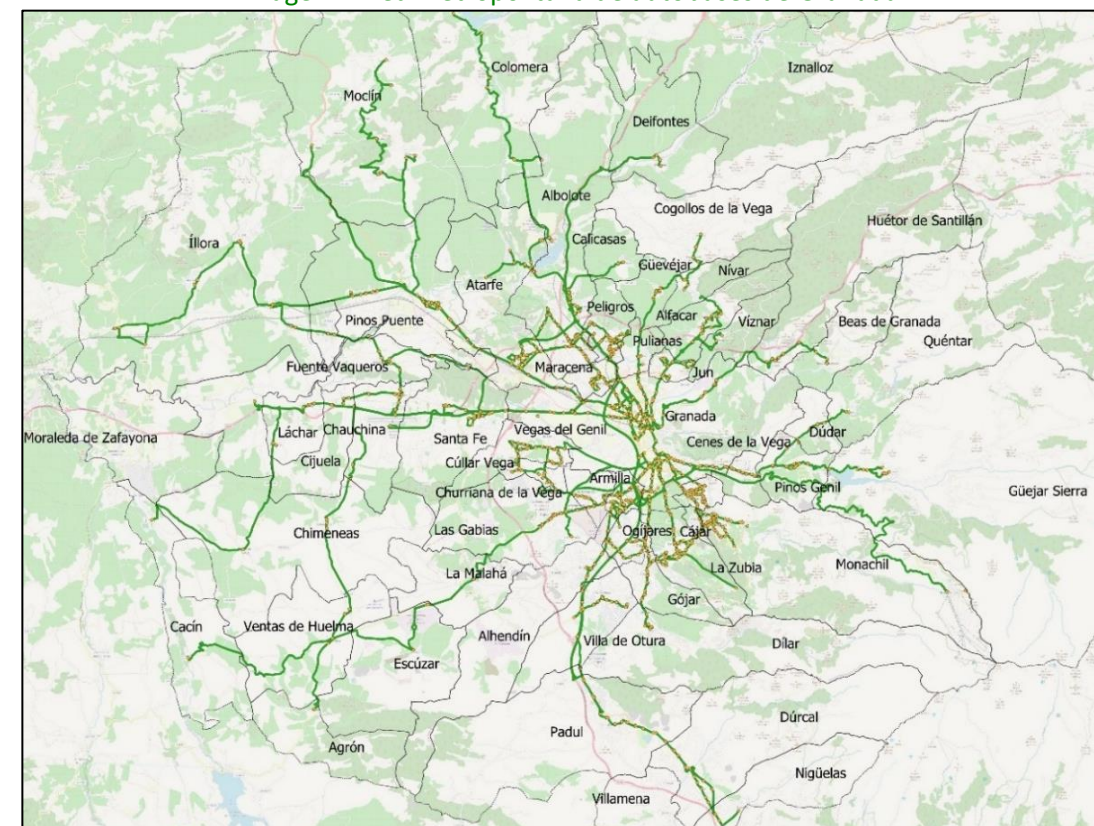 Colomera
Iznalloz
Moclín
Deifontes
Albolote
Cogollos de la Vega
Huétor de Santillán
Íllora
Calicasas
Güevéjar
Nívar
Atarfe
Peligros
Alfacar
Víznar
Beas de Granada
Pinos Puente
Pulianas
Quéntar
Fuente Vaqueros
Maracena
Jun
Granada
Moraleda de Zafayona
Láchar
Chauchina
Santa Fe
Vegas del Genil
Cenes de la Vega
Dúdar
Cijuela
Cúllar Vega
Armilla
Pinos Genil
Churriana de la Vega
Güejar Sierra
Chimeneas
Las Gabias
Ogíjares
Cájar
La Malahá
La Zubia
Monachil
Gójar
Cacín
Ventas de Huelma
Alhendín
Villa de Otura
Dílar
Escúzar
Dúrcal
Agrón
Padul
Nigüelas
Villamena